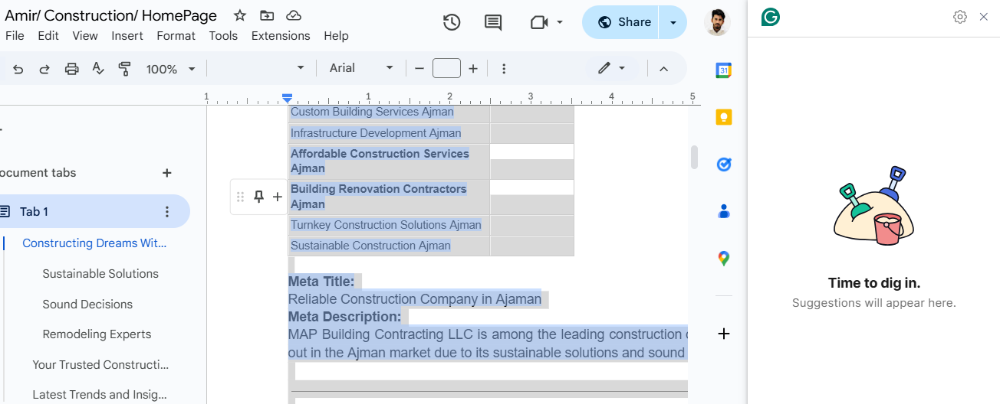 Amir/ Construction/ HomePage
File Edit View Insert Format Tools Extensions Help
Share
100%
Arial
1 1 2 3 4 5
ocument tabs
Tab 1
Constructing Dreams Wit...
Sustainable Solutions
Sound Decisions
Remodeling Experts
Your Trusted Constructi...
Latest Trends and Insig...
Custom Building Services Ajman
Infrastructure Development Ajman
Affordable Construction Services
Ajman
Building Renovation Contractors
Ajman
Turnkey Construction Solutions Ajman
Sustainable Construction Ajman
Meta Title:
Reliable Construction Company in Ajaman
Meta Description:
MAP Building Contracting LLC is among the leading construction
out in the Ajman market due to its sustainable solutions and sound
31
G
Time to dig in.
Suggestions will appear here.